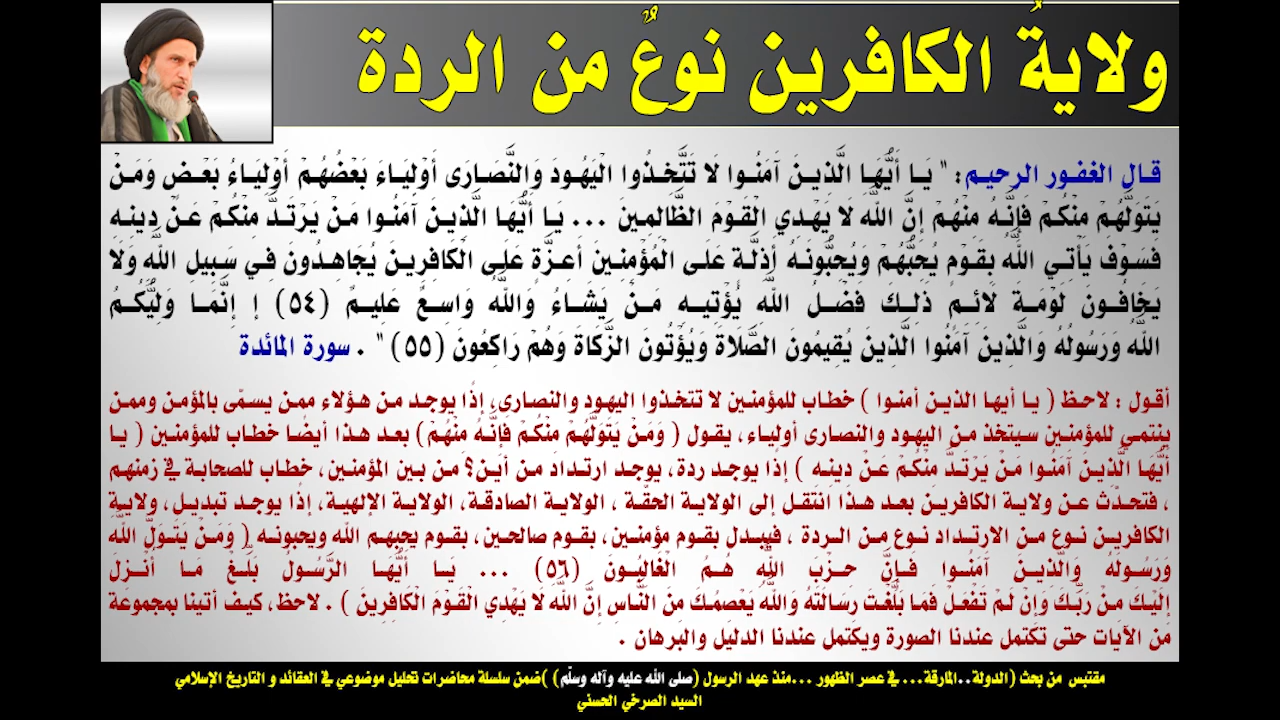 ولايةُ الكافرين نوعٌ من الردة
قال الغفور الرحيم: " يَا أَيُّهَا الَّذِينَ آمَنُوا لَا تَتَّخِذُوا الْيَهُودَ وَالنَّصَارَى أَوْلِيَاءَ بَعْضُهُمْ أَوْلِيَاءُ بَعْضٍ وَمَنْ
يَتَوَلَّهُمْ مِنْكُمْ فَإِنَّهُ مِنْهُمْ إِنَّ اللَّهَ لَا يَهْدِي الْقَوْمَ الظَّالِمِينَ ... يَا أَيُّهَا الَّذِينَ آمَنُوا مَنْ يَرْتَدَّ مِنْكُمْ عَنْ دِينِهِ
فَسَوْفَ يَأْتِي اللَّهُ بِقَوْمٍ يُحِبُّهُمْ وَيُحِبُّونَهُ أَذِلَّةٍ عَلَى الْمُؤْمِنِينَ أَعِزَّةٍ عَلَى الْكَافِرِينَ يُجَاهِدُونَ فِي سَبِيلِ اللَّهِ وَلَا
يَخَافُونَ لَوْمَةَ لَائِمٍ ذَلِكَ فَضْلُ اللَّهِ يُؤْتِيهِ مَنْ يَشَاءُ وَاللَّهُ وَاسِعٌ عَلِيمٌ (٥٤) إ إِنَّمَا وَلِيُّكُمُ
اللَّهُ وَرَسُولُهُ وَالَّذِينَ آمَنُوا الَّذِينَ يُقِيمُونَ الصَّلَاةَ وَيُؤْتُونَ الزَّكَاةَ وَهُمْ رَاكِعُونَ (٥٥) " . سورة المائدة
أقول : لاحظ ( يا أيها الذين أمنوا ) خطاب للمؤمنين لا تتخذوا اليهود والنصارى، إذًا يوجد من هؤلاء ممن يسمّى بالمؤمن وممن
ينتمي للمؤمنين سيتخذ من اليهود والنصارى أولياء، يقول ( وَمَنْ يَتَوَلَّهُمْ مِنْكُمْ فَإِنَّهُ مِنْهُمْ) بعد هذا أيضًا خطاب للمؤمنين ( يا
أَيُّهَا الَّذِينَ آمَنُوا مَنْ يَرْتَدَّ مِنْكُمْ عَنْ دِينِهِ ) إذًا يوجد ردة، يوجد ارتداد من أين؟ من بين المؤمنين، خطاب للصحابة في زمنهم
، فتحدّث عن ولاية الكافرين بعد هذا انتقل إلى الولاية الحقّة ، الولاية الصادقة، الولاية الإلهية، إذًا يوجد تبديل، ولاية
الكافرين نوع من الارتداد نوع من الردة ، فيبدل بقوم مؤمنين، بقوم صالحين، بقوم يحبهم الله ويحبونه ( وَمَنْ يَتَوَلَّ اللَّهَ
وَرَسُولَهُ وَالَّذِينَ آمَنُوا فَإِنَّ حِزْبَ اللَّهِ هُمُ الْغَالِبُونَ (٥٦) ... يَا أَيُّهَا الرَّسُولُ بَلِّغْ مَا أُنْزِلَ
إِلَيْكَ مِنْ رَبِّكَ وَإِنْ لَمْ تَفْعَلْ فَمَا بَلَّغْتَ رِسَالَتَهُ وَاللَّهُ يَعْصِمُكَ مِنَ النَّاسِ إِنَّ اللَّهَ لَا يَهْدِي الْقَوْمَ الْكَافِرِينَ ) . لاحظ، كيف أتينا بمجموعة
من الآيات حتى تكتمل عندنا الصورة ويكتمل عندنا الدليل والبرهان .
مقتبس من بحث (الدولة..المارقة... في عصر الظهور ...منذ عهد الرسول (صلى الله عليه وآله وسلّم) )ضمن سلسلة محاضرات تحليل موضوعي في العقائد و التاريخ الإسلامي
السيد الصرخي الحسني